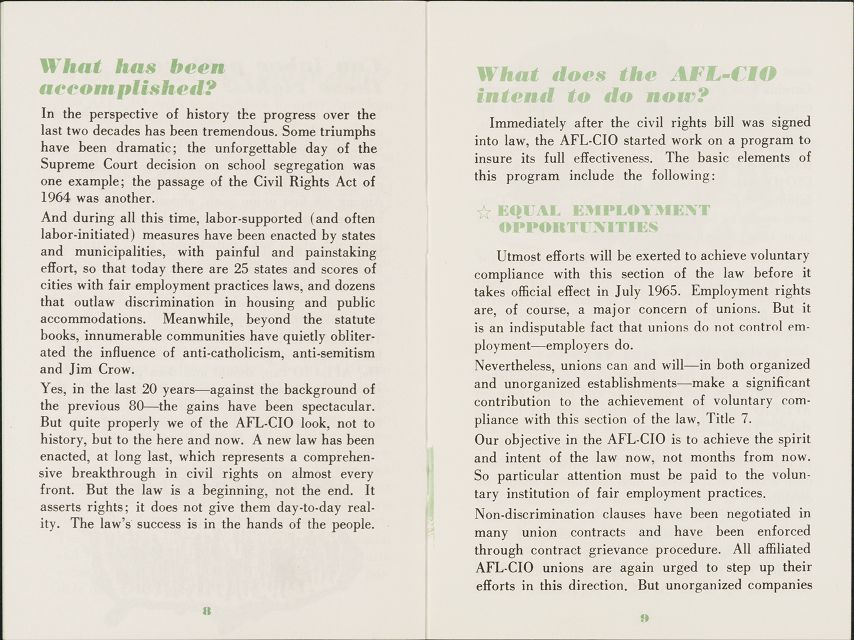 What has been
accomplished?
In the perspective of history the progress over the
last two decades has been tremendous. Some triumphs
have been dramatic; the unforgettable day of the
Supreme Court decision on school segregation was
one example; the passage of the Civil Rights Act of
1964 was another.
And during all this time, labor-supported (and often
labor-initiated) measures have been enacted by states
and municipalities, with painful and painstaking
effort, so that today there are 25 states and scores of
cities with fair employment practices laws, and dozens
that outlaw discrimination in housing and public
accommodations. Meanwhile, beyond the statute
books, innumerable communities have quietly obliter-
ated the influence of anti-catholicism, anti-semitism
and Jim Crow.
Yes, in the last 20 years—against the background of
the previous 80—the gains have been spectacular.
But quite properly we of the AFL-CIO look, not to
history, but to the here and now. A new law has been
enacted, at long last, which represents a comprehen-
sive breakthrough in civil rights on almost every
front. But the law is a beginning, not the end. It
asserts rights; it does not give them day-to-day real-
ity. The law's success is in the hands of the people.
8
What does the AFL-CIO
intend to do now?
Immediately after the civil rights bill was signed
into law, the AFL-CIO started work on a program to
insure its full effectiveness. The basic elements of
this program include the following:
☆ EQUAL EMPLOYMENT
OPPORTUNITIES
Utmost efforts will be exerted to achieve voluntary
compliance with this section of the law before it
takes official effect in July 1965. Employment rights
are, of course, a major concern of unions. But it
is an indisputable fact that unions do not control em-
ployment—employers do.
Nevertheless, unions can and will—in both organized
and unorganized establishments—make a significant
contribution to the achievement of voluntary com-
pliance with this section of the law, Title 7.
Our objective in the AFL-CIO is to achieve the spirit
and intent of the law now, not months from now.
So particular attention must be paid to the volun-
tary institution of fair employment practices.
Non-discrimination clauses have been negotiated in
many union contracts and have been enforced
through contract grievance procedure. All affiliated
AFL-CIO unions are again urged to step up their
efforts in this direction. But unorganized companies
9